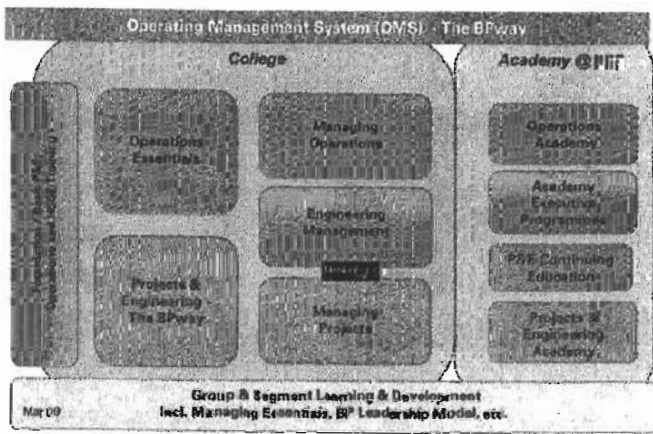 Operating Management System (OMS) - The BPway
College
Academy @MIT
Operations
Essentials
Managing
Operations
Operations
Academy
Engineering
Management
Academy
Executive
Programmes
Projects &
Engineering -
The BPway
Managing
Projects
P&E Continuing
Education
Projects &
Engineering
Academy
Group & Segment Learning & Development
Mar 09
Incl. Managing Essentials, BP Leadership Model, etc.